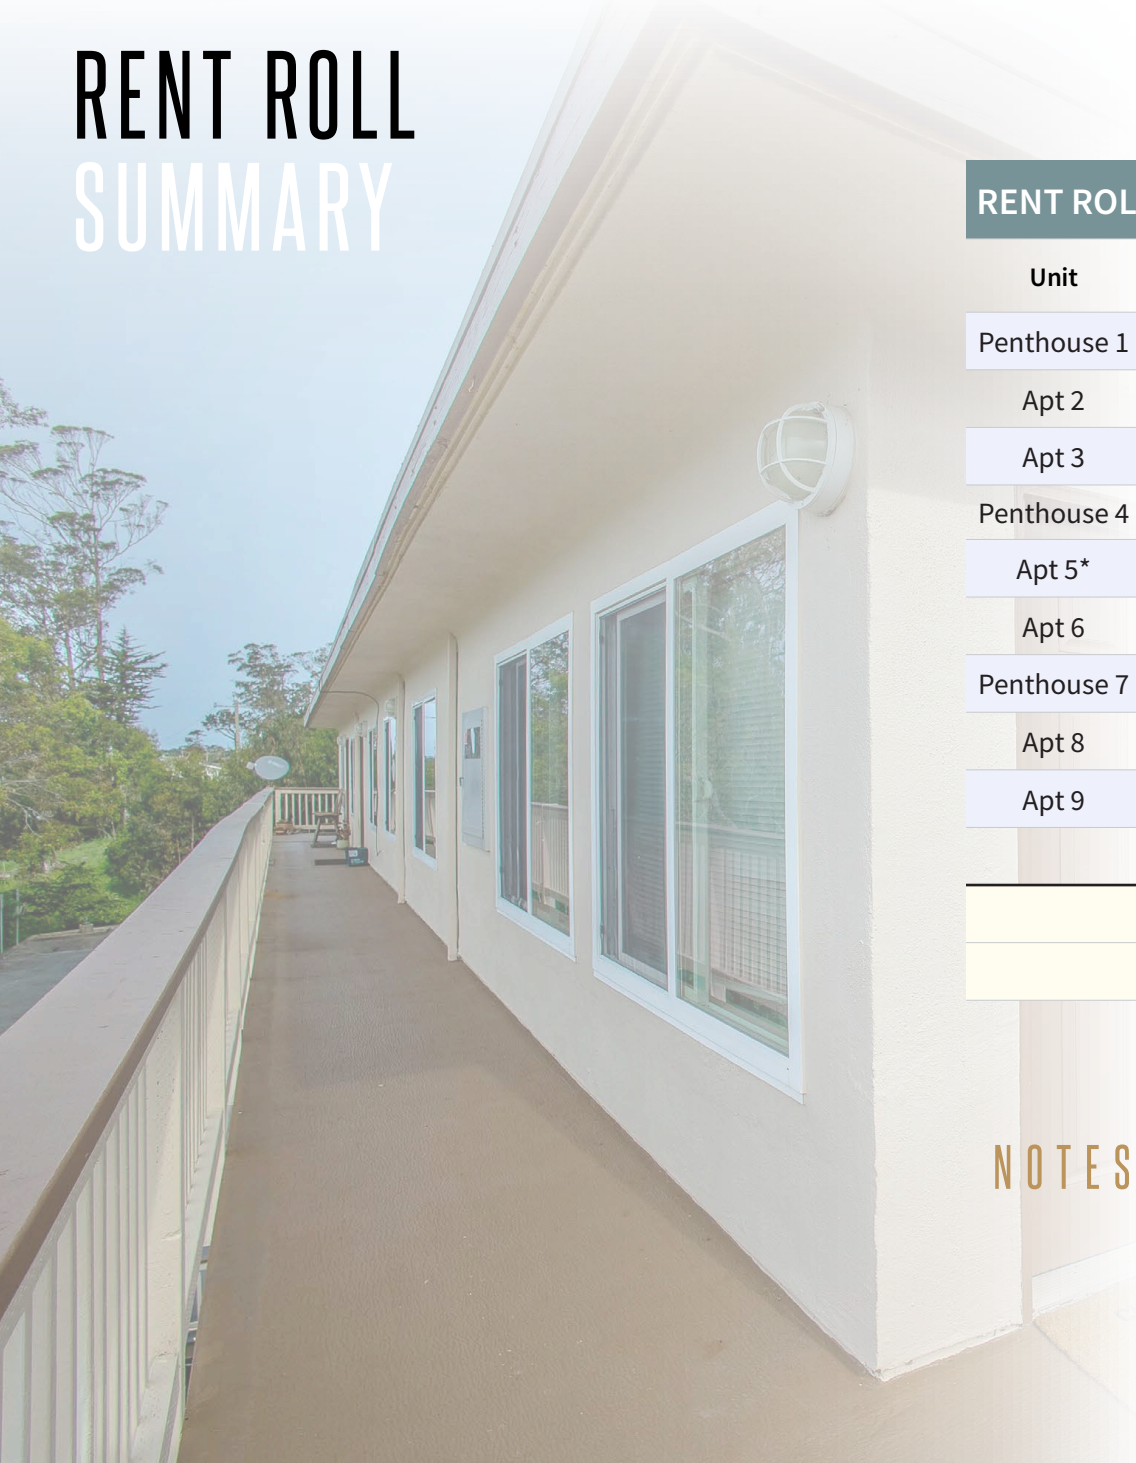 RENT ROLL
SUMMARY
RENT ROL
Unit
Penthouse 1
Apt 2
Apt 3
Penthouse 4
Apt 5*
Apt 6
Penthouse 7
Apt 8
Apt 9
NOTES